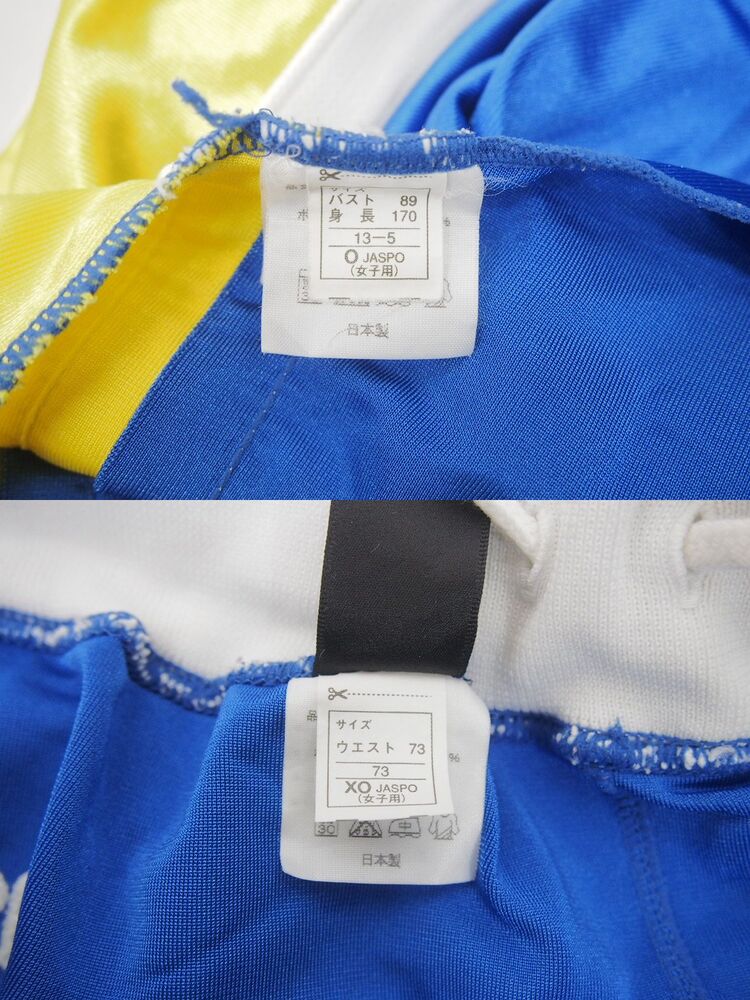 サイズ
バスト 89
身長 170
13－5
O JASPO
(女子用)
日本製
サイズ
ウエスト 73
73
XO JASPO
(女子用)
%
30
中
日本製